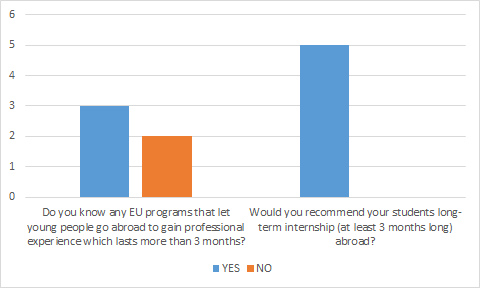 6
5
4
3
2
1
0
Do you know any EU programs that let
young people go abroad to gain professional
experience which lasts more than 3 months?
Would you recommend your students long-
term internship (at least 3 months long)
abroad?
YES NO